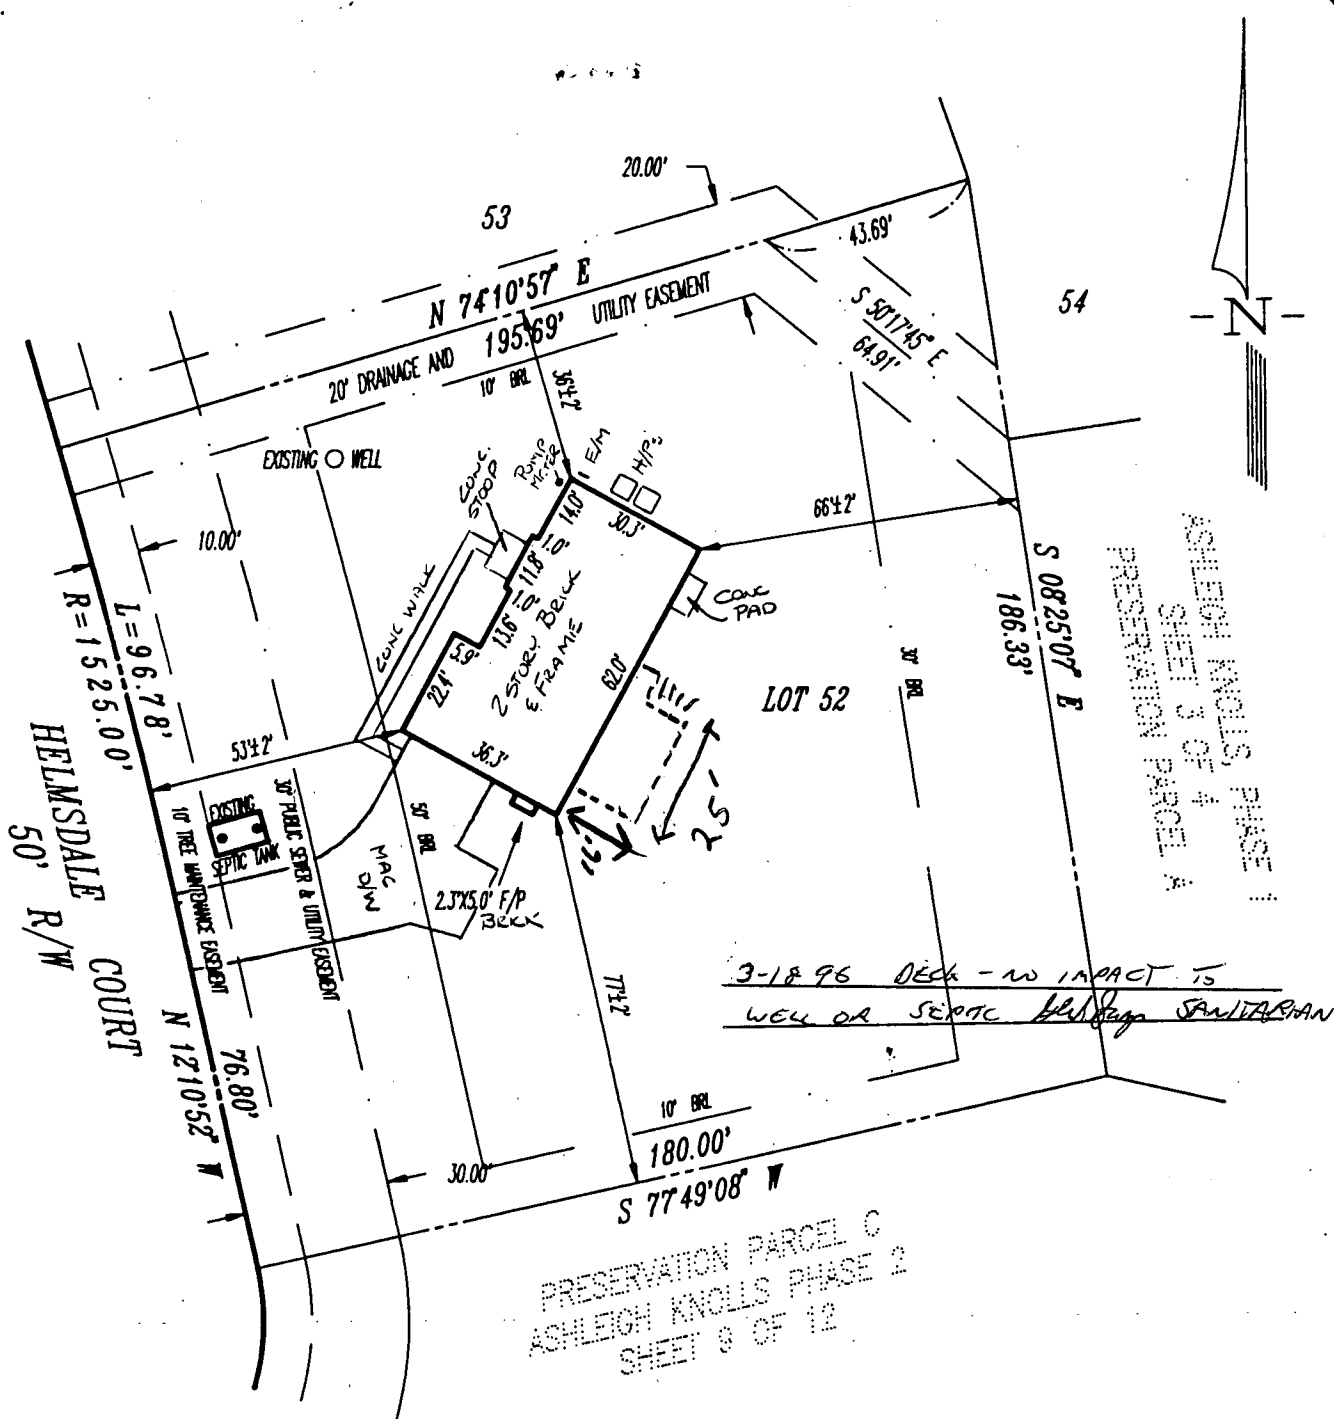 20.00'
53
43.69'
N 74°10'57" E
195.69'
UTILITY EASEMENT
20' DRAINAGE AND
10' BRL
S 50°17'45" E
64.91'
54
N
36'±2'
EXISTING WELL
CONC.
STOOP
PUMP
METER
E/M
H/P's
14.0'
30.3'
1.0'
11.8'
1.0'
13.6'
5.9'
22.4'
66'±2'
10.00'
CONC WALK
2 STORY BRICK
& FRAME
CONC
PAD
62.0'
36.3'
LOT 52
30' BRL
S 08°25'07" E
186.33'
ASHLEIGH KNOLLS PHASE 1
SHEET 3 OF 4
PRESERVATION PARCEL A
L=96.78'
R=1525.00'
HELMSDALE COURT
50' R/W
53'±2'
EXISTING
SEPTIC TANK
10' TREE MAINTENANCE EASEMENT
30' PUBLIC SEWER & UTILITY EASEMENT
50' BRL
MAC
D/W
2.3'X5.0' F/P
BRICK
16'
25'
77'±2'
3-18 96 DECK - NO IMPACT TO
WELL OR SEPTIC SANITARIAN
N 12°10'52" W
76.80'
30.00'
10' BRL
180.00'
S 77°49'08" W
PRESERVATION PARCEL C
ASHLEIGH KNOLLS PHASE 2
SHEET 9 OF 12